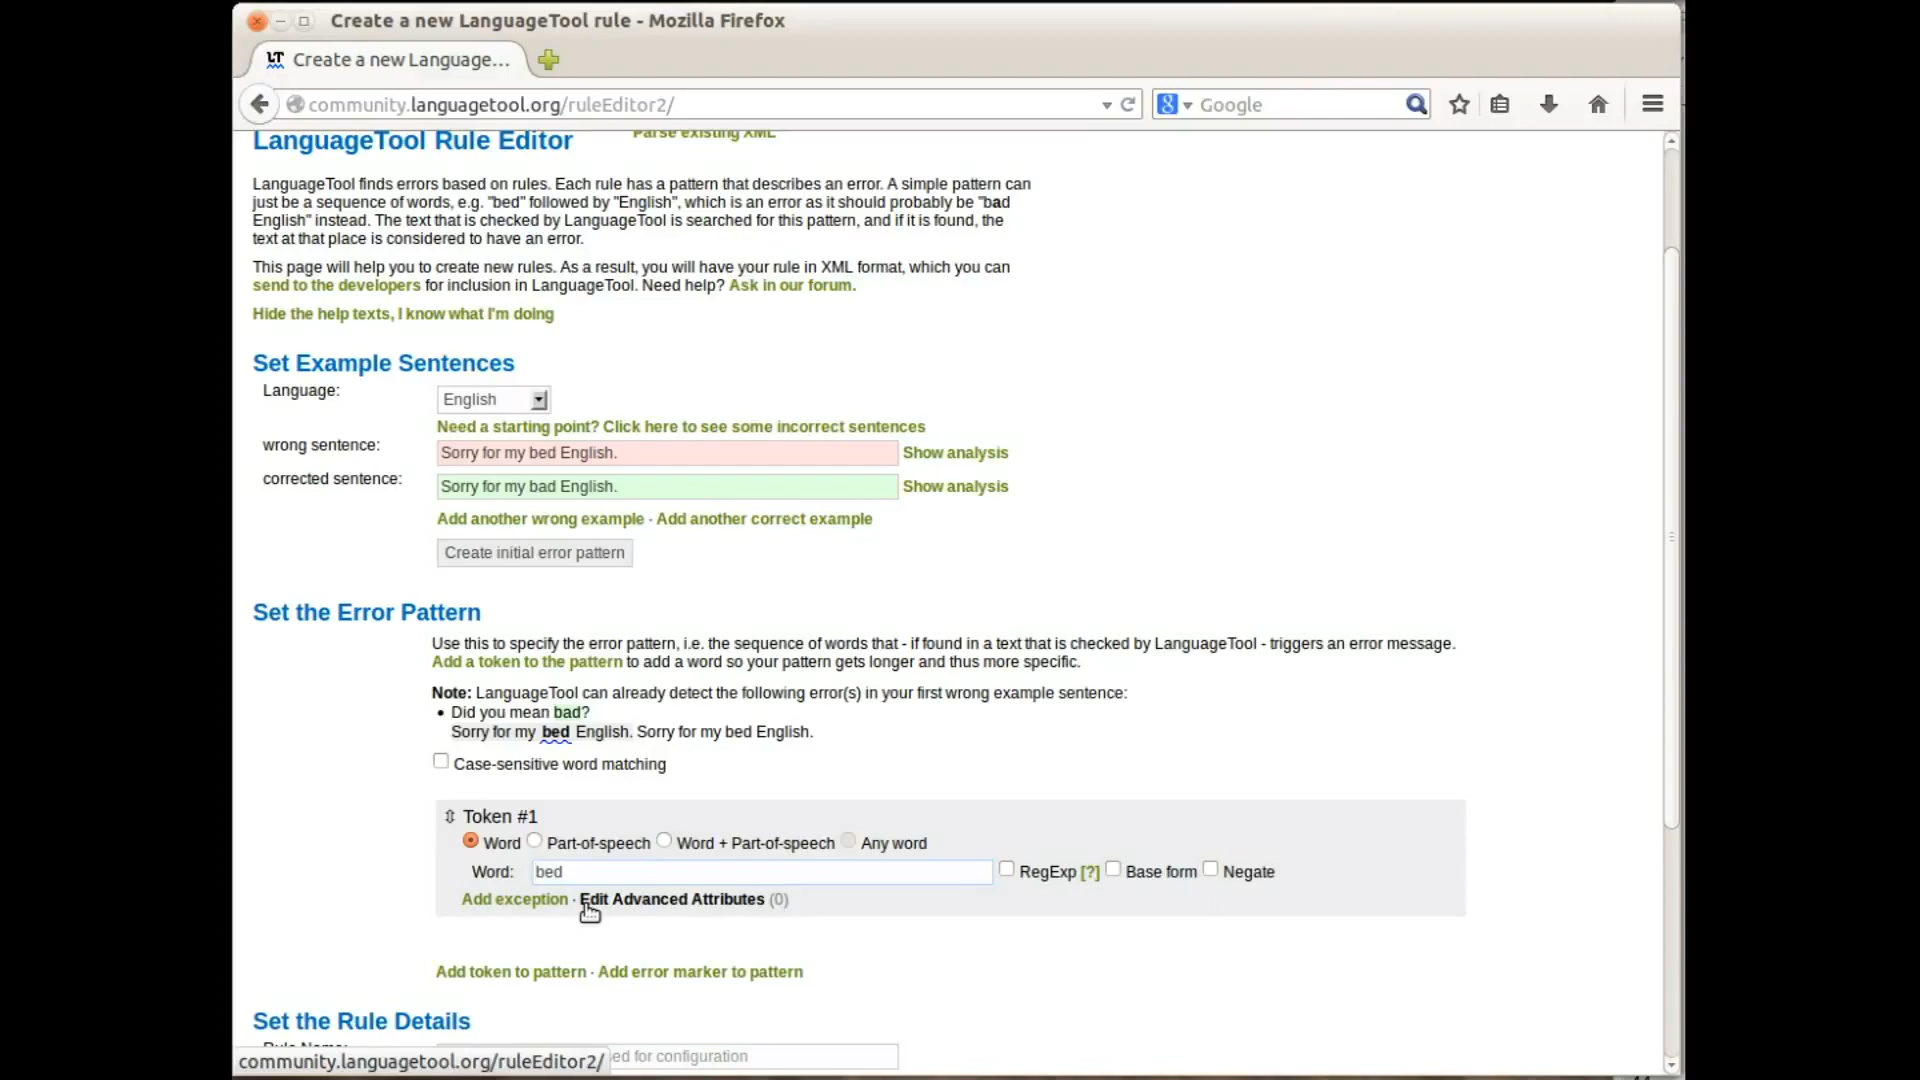 Create a new LanguageTool rule - Mozilla Firefox
LT Create a new Language...
community.languagetool.org/ruleEditor2/
8 Google
LanguageTool Rule Editor Parse existing XML
LanguageTool finds errors based on rules. Each rule has a pattern that describes an error. A simple pattern can
just be a sequence of words, e.g. "bed" followed by "English", which is an error as it should probably be "bad
English" instead. The text that is checked by LanguageTool is searched for this pattern, and if it is found, the
text at that place is considered to have an error.
This page will help you to create new rules. As a result, you will have your rule in XML format, which you can
send to the developers for inclusion in LanguageTool. Need help? Ask in our forum.
Hide the help texts, I know what I'm doing
Set Example Sentences
Language: English
Need a starting point? Click here to see some incorrect sentences
wrong sentence: Sorry for my bed English. Show analysis
corrected sentence: Sorry for my bad English. Show analysis
Add another wrong example · Add another correct example
Create initial error pattern
Set the Error Pattern
Use this to specify the error pattern, i.e. the sequence of words that - if found in a text that is checked by LanguageTool - triggers an error message.
Add a token to the pattern to add a word so your pattern gets longer and thus more specific.
Note: LanguageTool can already detect the following error(s) in your first wrong example sentence:
• Did you mean bad?
Sorry for my bed English. Sorry for my bed English.
Case-sensitive word matching
⇳ Token #1
Word Part-of-speech Word + Part-of-speech Any word
Word: bed RegExp [?] Base form Negate
Add exception · Edit Advanced Attributes (0)
Add token to pattern · Add error marker to pattern
Set the Rule Details
Rule Name: ed for configuration
community.languagetool.org/ruleEditor2/